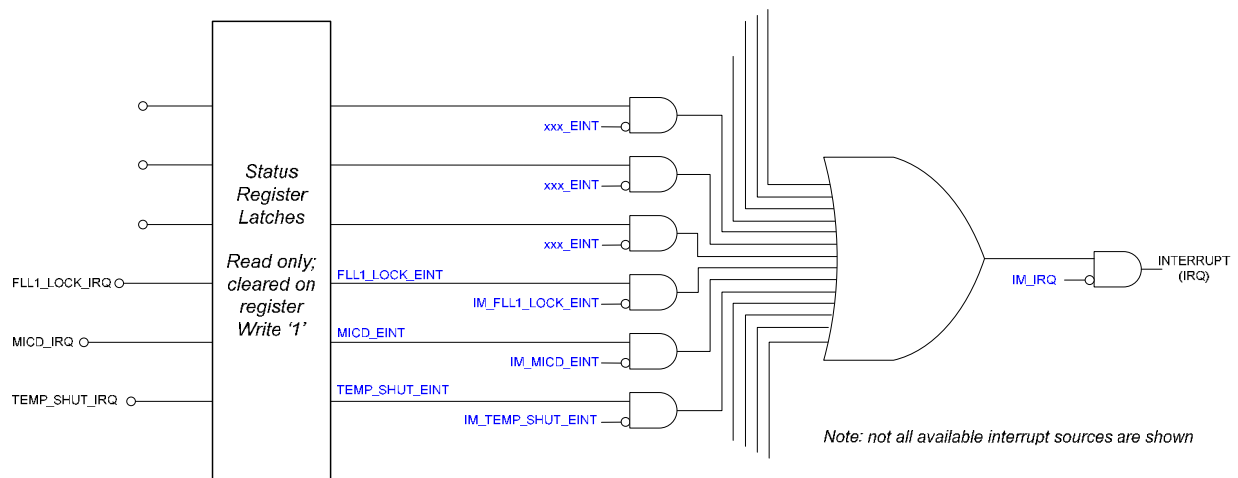 xxx_EINT
Status
Register
Latches
xxx_EINT
xxx_EINT
Read only;
cleared on
register
Write '1'
INTERRUPT
(IRQ)
IM_IRQ
FLL1_LOCK_IRQ
FLL1_LOCK_EINT
IM_FLL1_LOCK_EINT
MICD_IRQ
MICD_EINT
IM_MICD_EINT
TEMP_SHUT_IRQ
TEMP_SHUT_EINT
IM_TEMP_SHUT_EINT
Note: not all available interrupt sources are shown